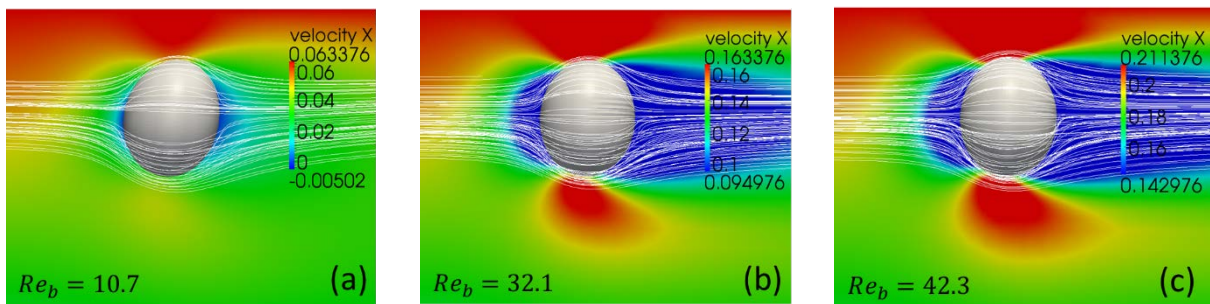 velocity X
0.063376
0.06
0.04
0.02
0
-0.00502
Re_b = 10.7
(a)
velocity X
0.163376
0.16
0.14
0.12
0.1
0.094976
Re_b = 32.1
(b)
velocity X
0.211376
0.2
0.18
0.16
0.142976
Re_b = 42.3
(c)